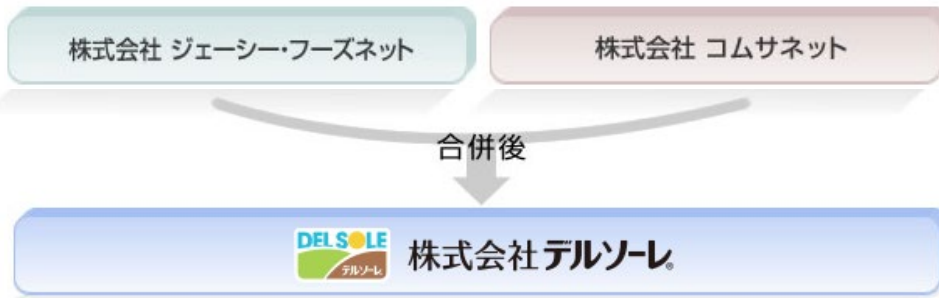 株式会社 ジェーシー・フーズネット
株式会社 コムサネット
合併後
DEL SOLE
デルソーレ
株式会社デルソーレ®